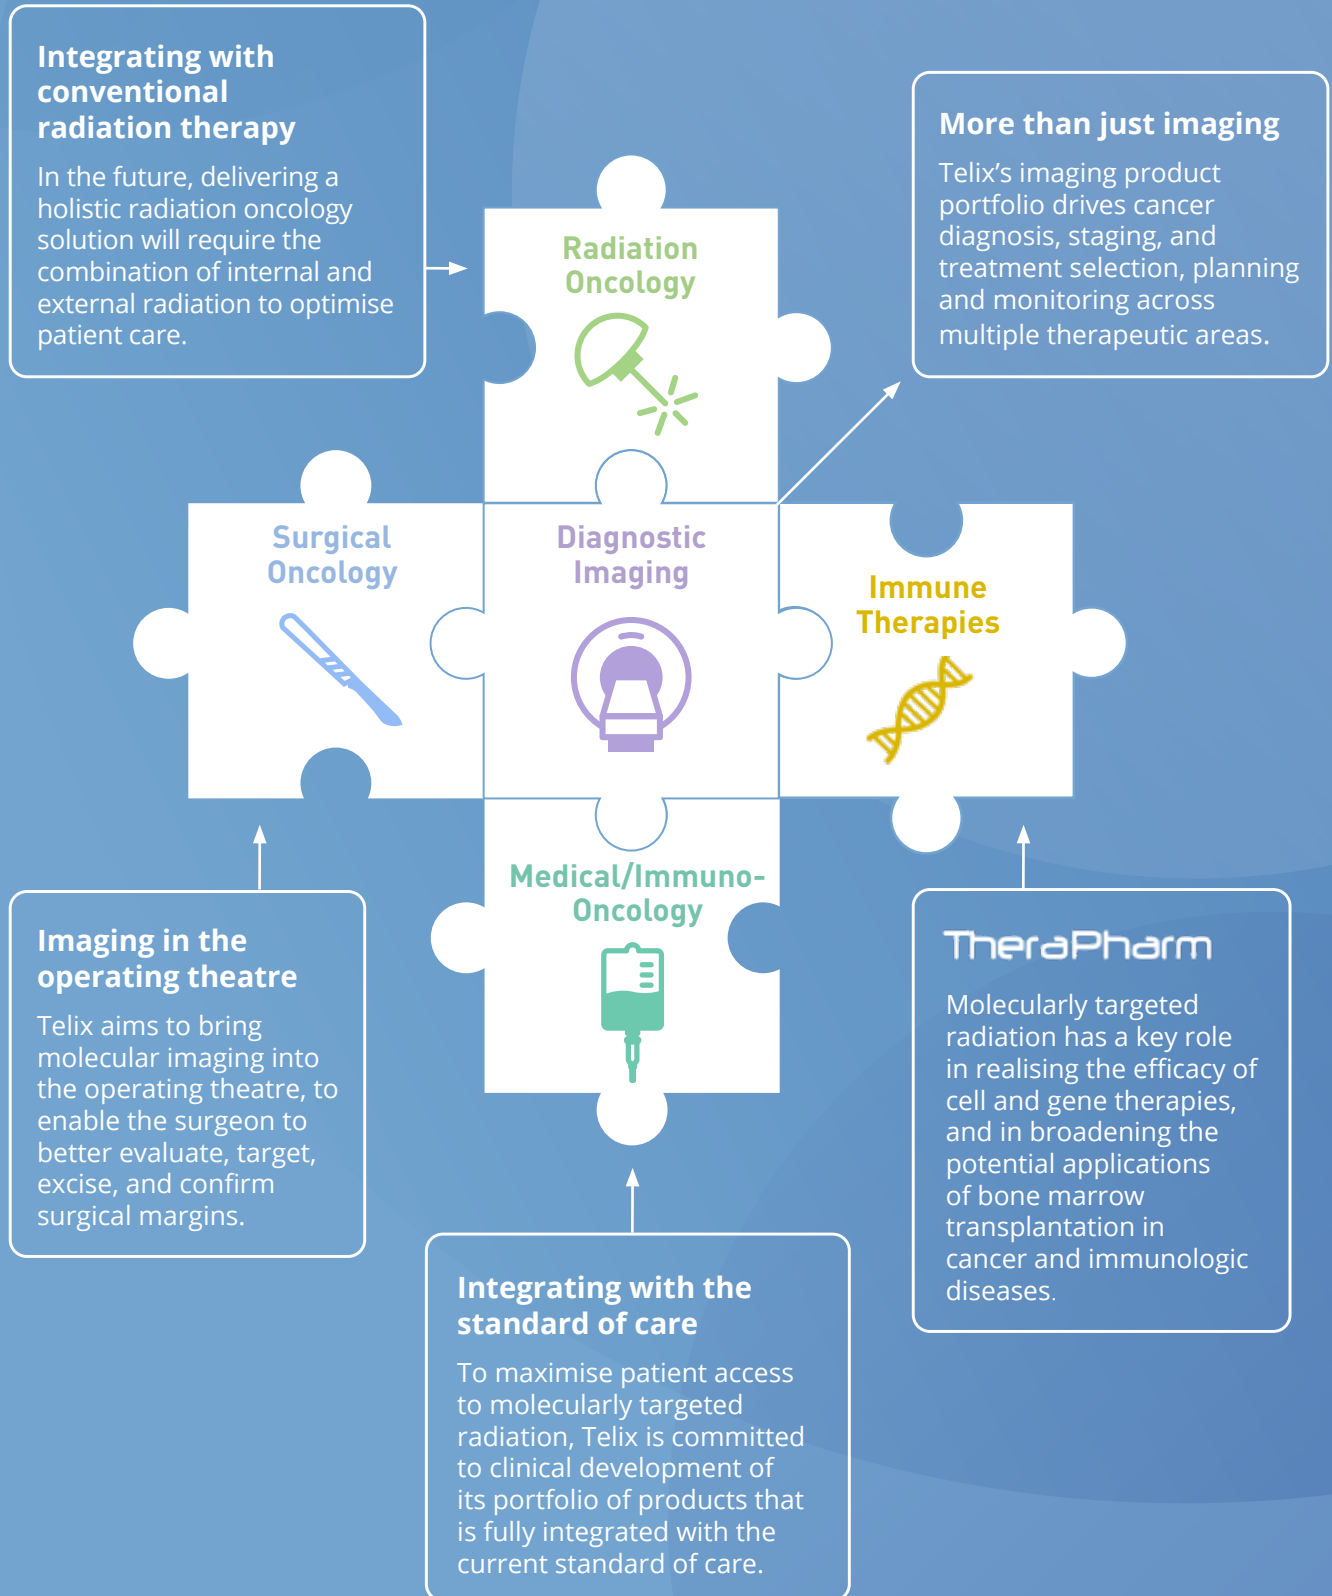 Integrating with
conventional
radiation therapy
In the future, delivering a
holistic radiation oncology
solution will require the
combination of internal and
external radiation to optimise
patient care.
More than just imaging
Telix’s imaging product
portfolio drives cancer
diagnosis, staging, and
treatment selection, planning
and monitoring across
multiple therapeutic areas.
Radiation
Oncology
Surgical
Oncology
Diagnostic
Imaging
Immune
Therapies
Medical/Immuno-
Oncology
Imaging in the
operating theatre
Telix aims to bring
molecular imaging into
the operating theatre, to
enable the surgeon to
better evaluate, target,
excise, and confirm
surgical margins.
TheraPharm
Molecularly targeted
radiation has a key role
in realising the efficacy of
cell and gene therapies,
and in broadening the
potential applications
of bone marrow
transplantation in
cancer and immunologic
diseases.
Integrating with the
standard of care
To maximise patient access
to molecularly targeted
radiation, Telix is committed
to clinical development of
its portfolio of products that
is fully integrated with the
current standard of care.